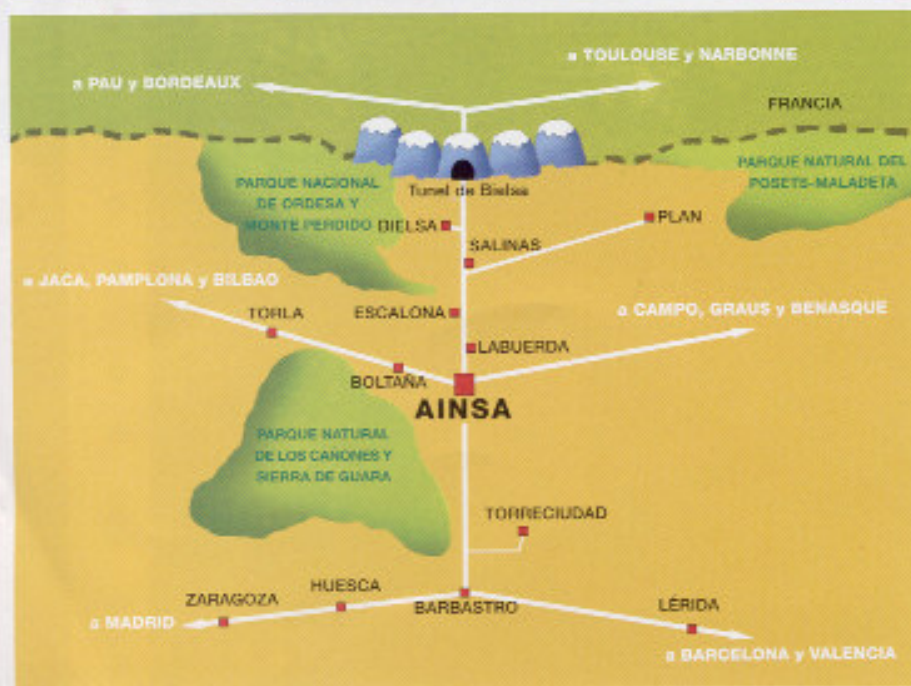 a TOULOUSE y NARBONNE
a PAU y BORDEAUX
FRANCIA
PARQUE NATURAL DEL
POSETS-MALADETA
Tunel de Bielsa
PARQUE NACIONAL
DE ORDESA Y
MONTE PERDIDO
BIELSA
PLAN
SALINAS
a JACA, PAMPLONA y BILBAO
TORLA
ESCALONA
a CAMPO, GRAUS y BENASQUE
LABUERDA
BOLTAÑA
AINSA
PARQUE NATURAL
DE LOS CAÑONES Y
SIERRA DE GUARA
TORRECIUDAD
HUESCA
ZARAGOZA
BARBASTRO
LÉRIDA
a MADRID
a BARCELONA y VALENCIA